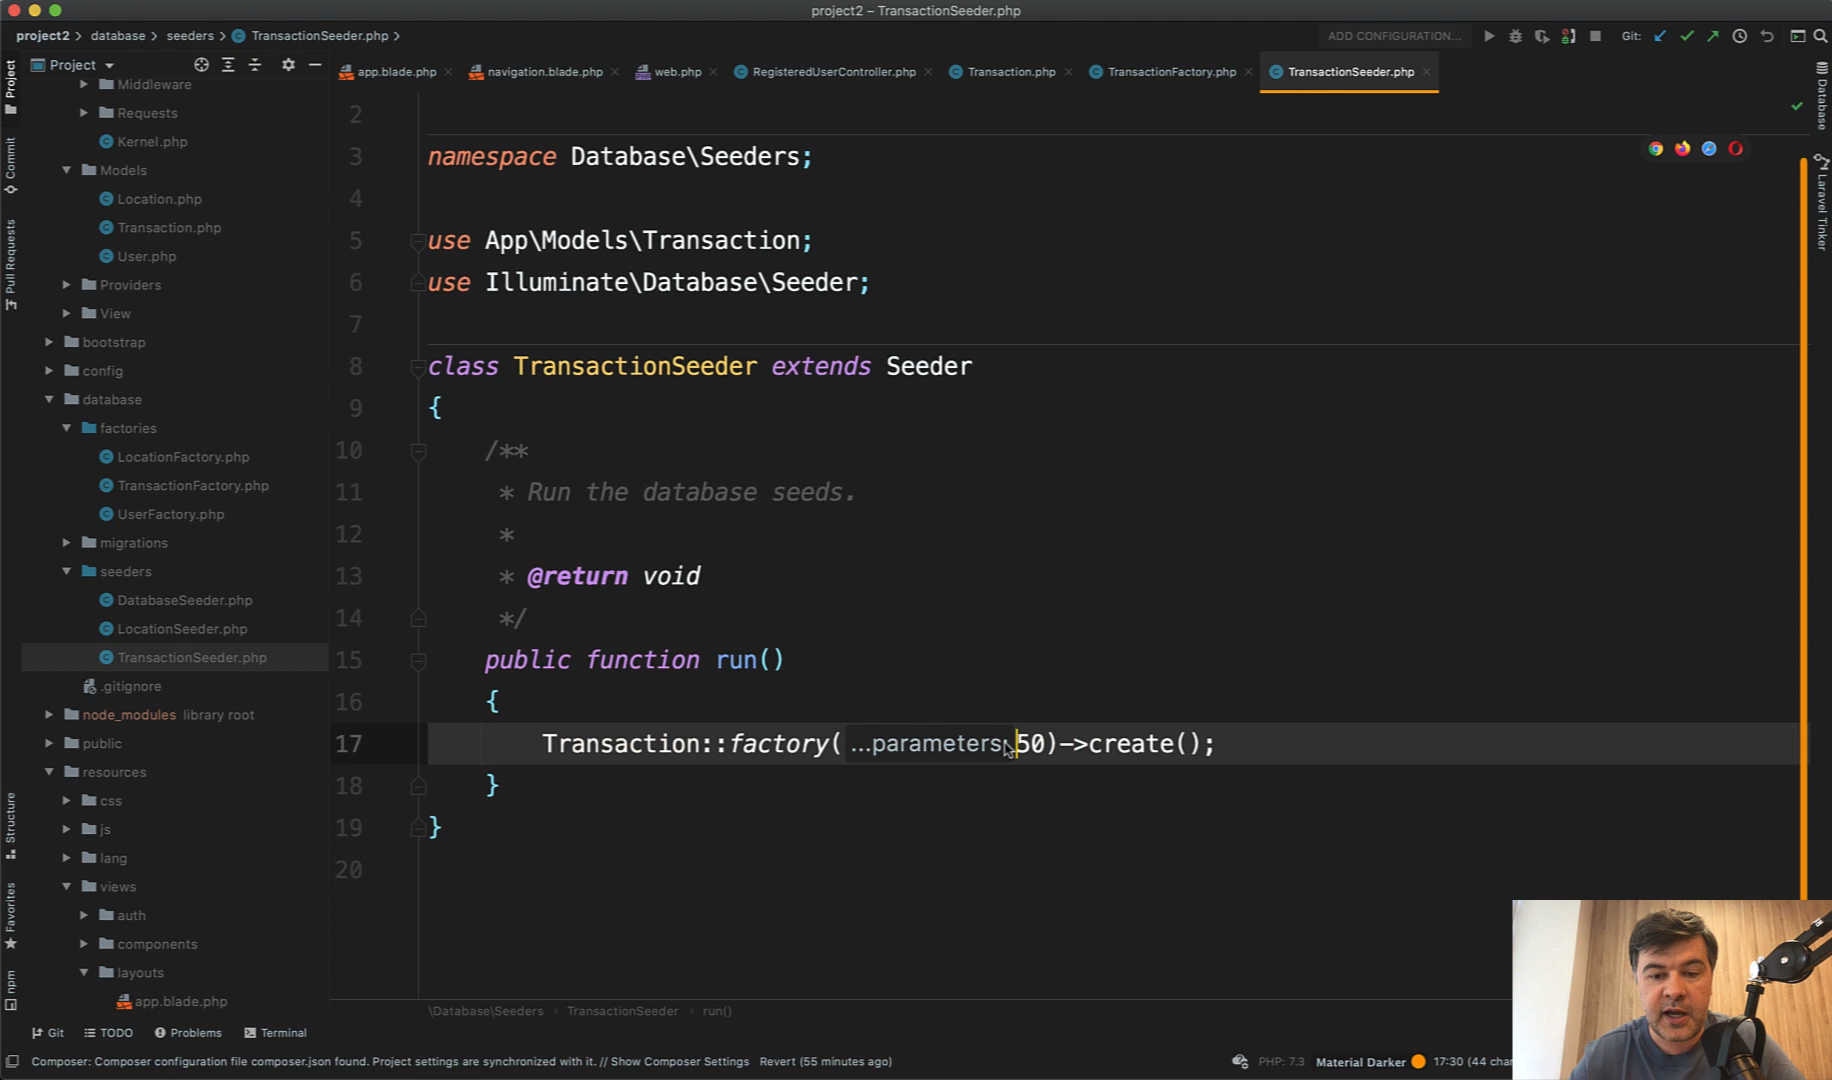 project2 – TransactionSeeder.php
project2 database seeders TransactionSeeder.php
ADD CONFIGURATION...
Git:
Project
app.blade.php
navigation.blade.php
web.php
RegisteredUserController.php
Transaction.php
TransactionFactory.php
TransactionSeeder.php
Project
Commit
Pull Requests
Structure
Favorites
npm
Database
Laravel Tinker
Middleware
Requests
Kernel.php
Models
Location.php
Transaction.php
User.php
Providers
View
bootstrap
config
database
factories
LocationFactory.php
TransactionFactory.php
UserFactory.php
migrations
seeders
DatabaseSeeder.php
LocationSeeder.php
TransactionSeeder.php
.gitignore
node_modules library root
public
resources
css
js
lang
views
auth
components
layouts
app.blade.php
2
3 namespace Database\Seeders;
4
5 use App\Models\Transaction;
6 use Illuminate\Database\Seeder;
7
8 class TransactionSeeder extends Seeder
9 {
10 /**
11 * Run the database seeds.
12 *
13 * @return void
14 */
15 public function run()
16 {
17 Transaction::factory( ...parameters: 50)->create();
18 }
19 }
20
\Database\Seeders TransactionSeeder run()
Git TODO Problems Terminal
Composer: Composer configuration file composer.json found. Project settings are synchronized with it. // Show Composer Settings Revert (55 minutes ago)
PHP: 7.3 Material Darker 17:30 (44 char